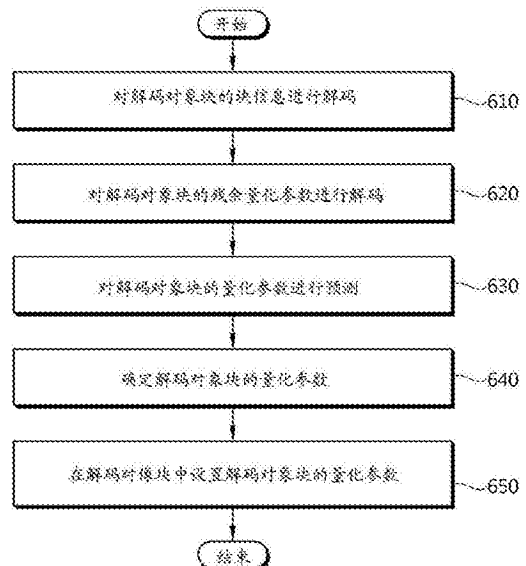 开始
对解码对象块的块信息进行解码
610
对解码对象块的残余量化参数进行解码
620
对解码对象块的量化参数进行预测
630
确定解码对象块的量化参数
640
在解码对像块中设置解码对象块的量化参数
650
结束